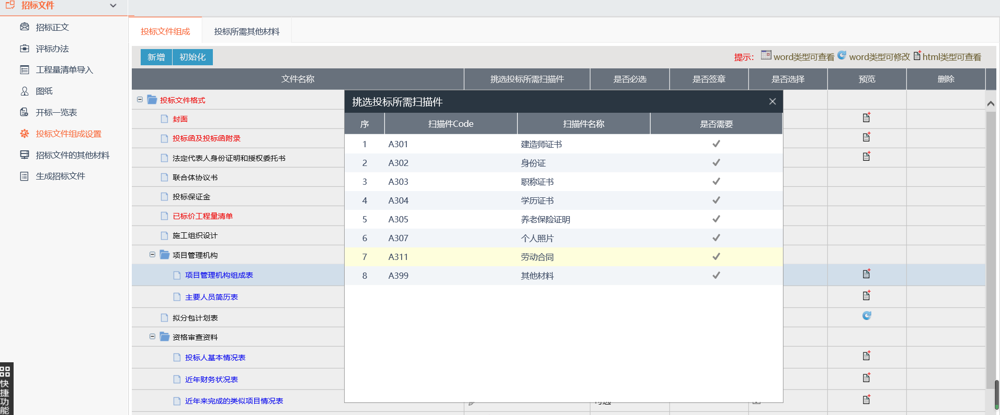 招标文件
招标正文
评标办法
工程量清单导入
图纸
开标一览表
投标文件组成设置
招标文件的其他材料
生成招标文件
快捷功能
投标文件组成 投标所需其他材料
新增 初始化 提示： word类型可查看 word类型可修改 html类型可查看
文件名称 挑选投标所需扫描件 是否必选 是否签章 是否选择 预览 删除
投标文件格式
封面
投标函及投标函附录
法定代表人身份证明和授权委托书
联合体协议书
投标保证金
已标价工程量清单
施工组织设计
项目管理机构
项目管理机构组成表
主要人员简历表
拟分包计划表
资格审查资料
投标人基本情况表
近年财务状况表
近年来完成的类似项目情况表
挑选投标所需扫描件
序 扫描件Code 扫描件名称 是否需要
1 A301 建造师证书
2 A302 身份证
3 A303 职称证书
4 A304 学历证书
5 A305 养老保险证明
6 A307 个人照片
7 A311 劳动合同
8 A399 其他材料